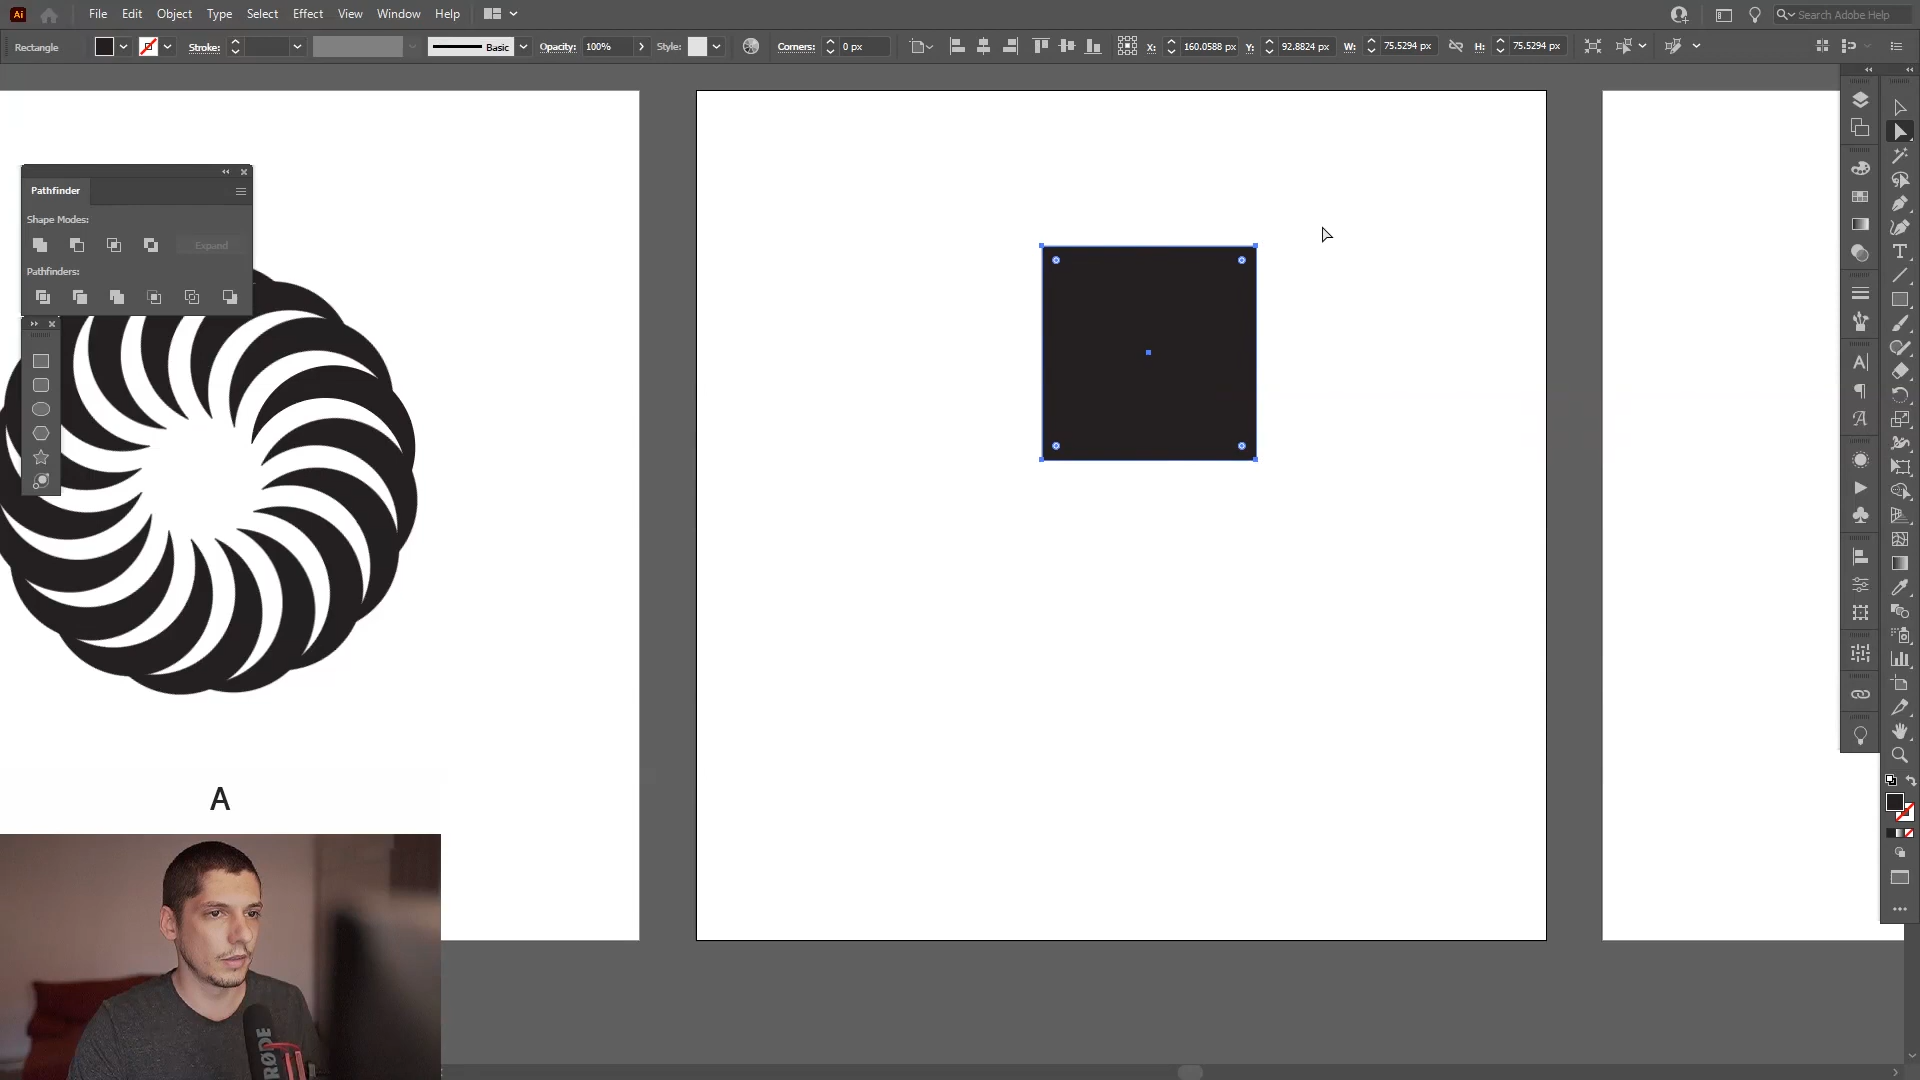 Ai File Edit Object Type Select Effect View Window Help Search Adobe Help
Rectangle Stroke: Basic Opacity: 100% Style: Corners: 0 px X: 160.0588 px Y: 92.8824 px W: 75.5294 px H: 75.5294 px
Pathfinder
Shape Modes:
Expand
Pathfinders:
A
RØDE